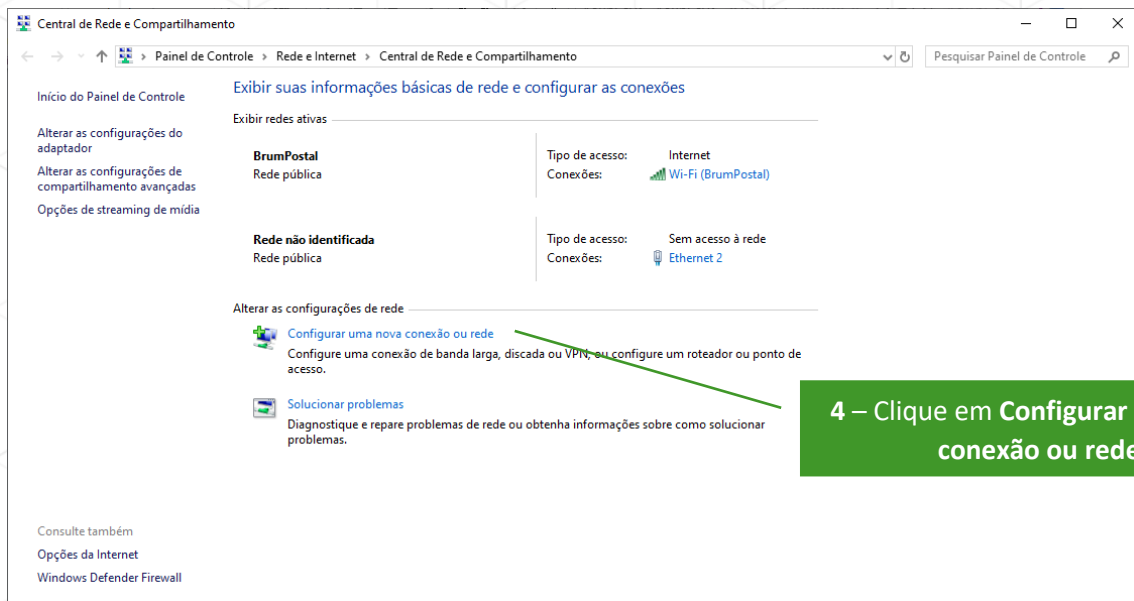 Central de Rede e Compartilhamento
Painel de Controle > Rede e Internet > Central de Rede e Compartilhamento
Pesquisar Painel de Controle
Início do Painel de Controle
Alterar as configurações do
adaptador
Alterar as configurações de
compartilhamento avançadas
Opções de streaming de mídia
Exibir suas informações básicas de rede e configurar as conexões
Exibir redes ativas
BrumPostal
Rede pública
Tipo de acesso: Internet
Conexões: Wi-Fi (BrumPostal)
Rede não identificada
Rede pública
Tipo de acesso: Sem acesso à rede
Conexões: Ethernet 2
Alterar as configurações de rede
Configurar uma nova conexão ou rede
Configure uma conexão de banda larga, discada ou VPN, ou configure um roteador ou ponto de
acesso.
Solucionar problemas
Diagnostique e repare problemas de rede ou obtenha informações sobre como solucionar
problemas.
4 – Clique em Configurar
conexão ou rede
Consulte também
Opções da Internet
Windows Defender Firewall